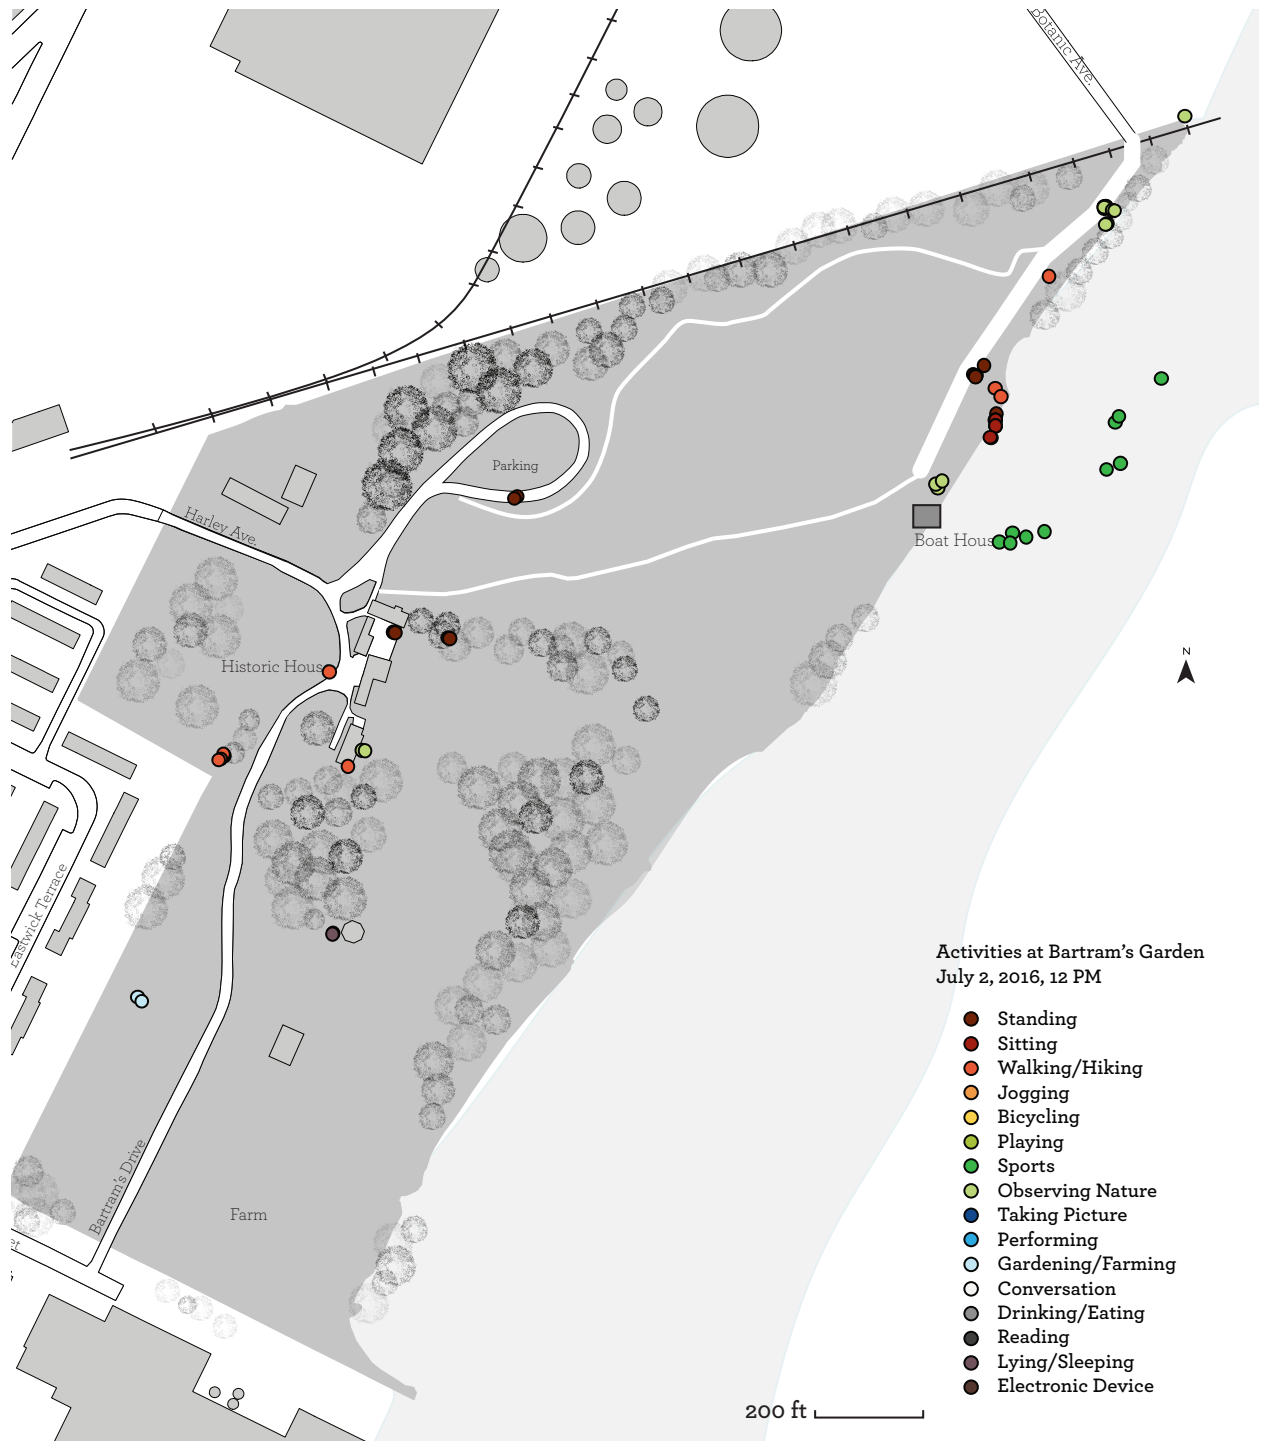 Botanic Ave.
Parking
Harley Ave.
Boat Hous
Historic Hous
N
Eastwick Terrace
Activities at Bartram's Garden
July 2, 2016, 12 PM
Standing
Sitting
Walking/Hiking
Jogging
Bicycling
Playing
Sports
Observing Nature
Taking Picture
Performing
Gardening/Farming
Conversation
Drinking/Eating
Reading
Lying/Sleeping
Electronic Device
Bartram's Drive
Farm
et
200 ft